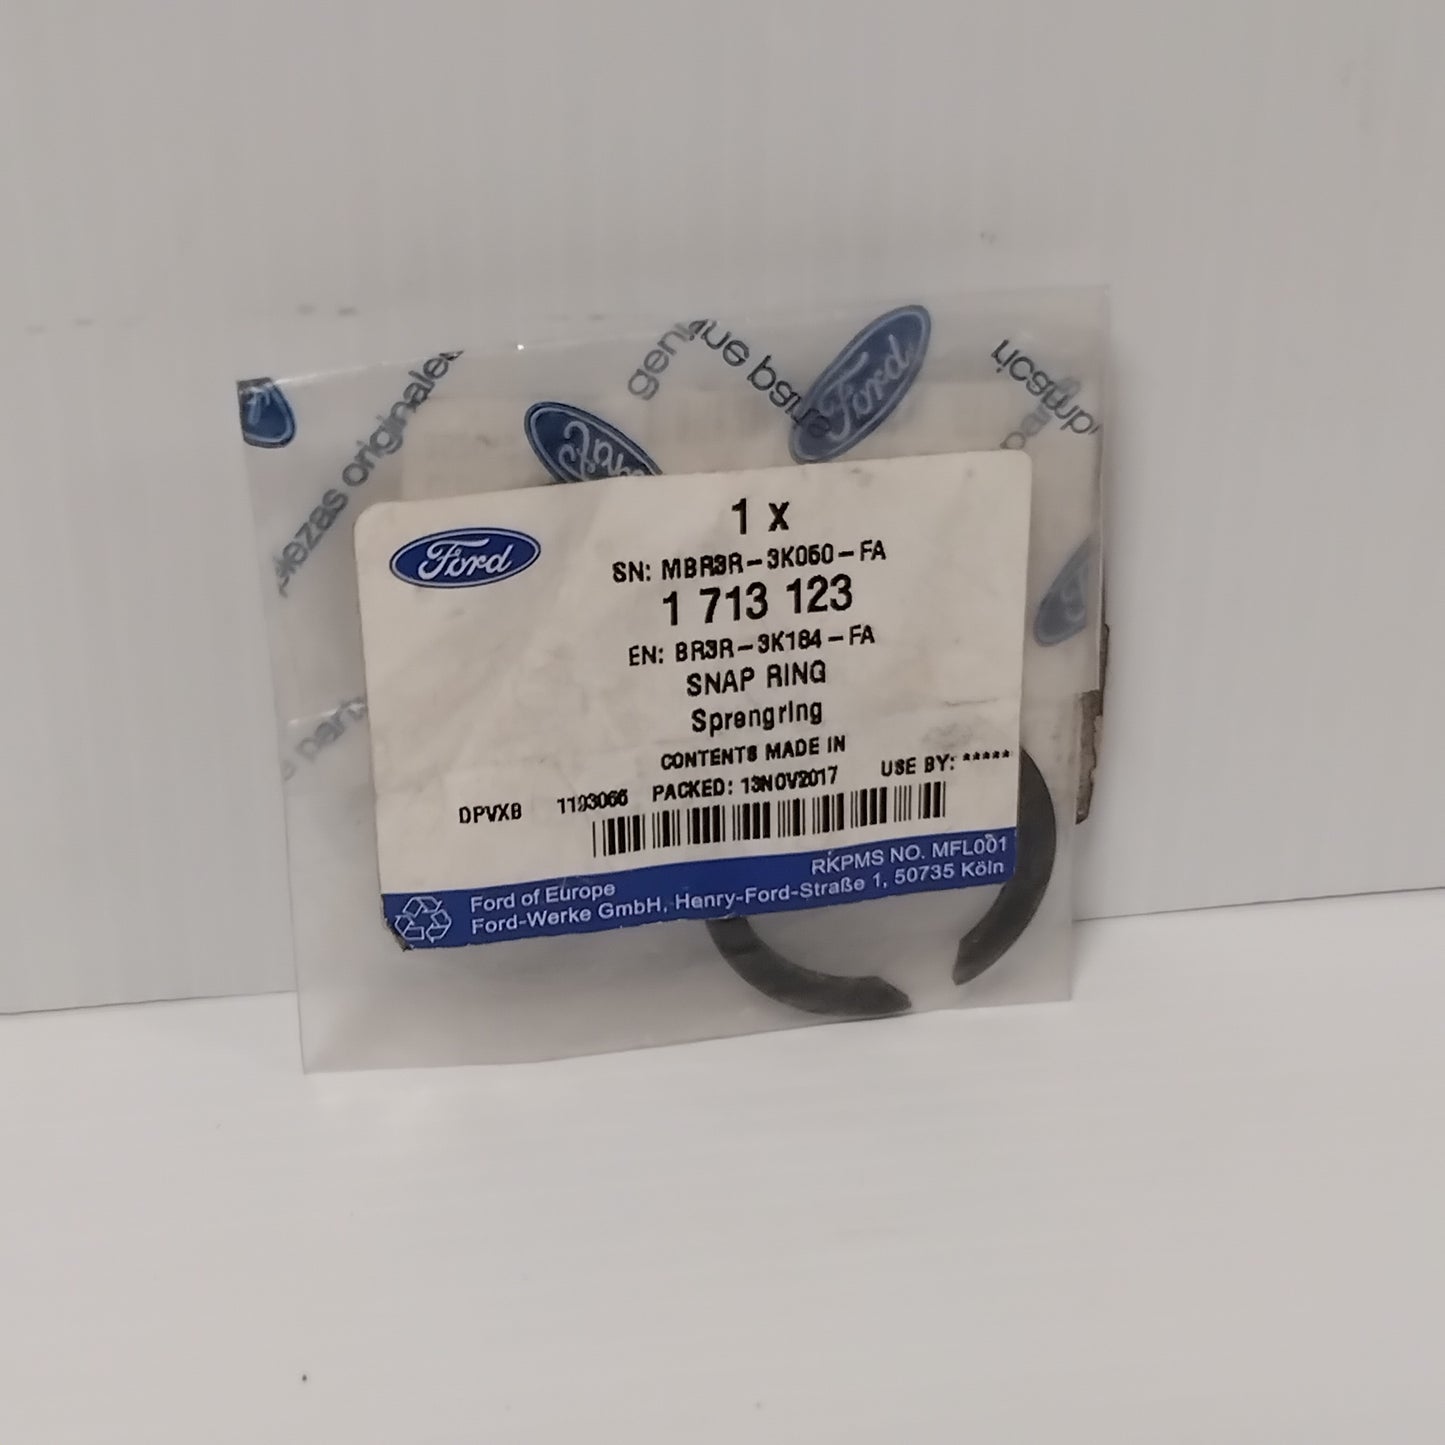 piezas originales
genuine parts
Ford
Ford
Ford
1 x
SN: MBR3R-3K050-FA
1 713 123
EN: BR3R-3K184-FA
SNAP RING
Sprengring
CONTENTS MADE IN
DPVXB 1193066 PACKED: 13NOV2017 USE BY: *****
RKPMS NO. MFL001
Ford of Europe
Ford-Werke GmbH, Henry-Ford-Straße 1, 50735 Köln